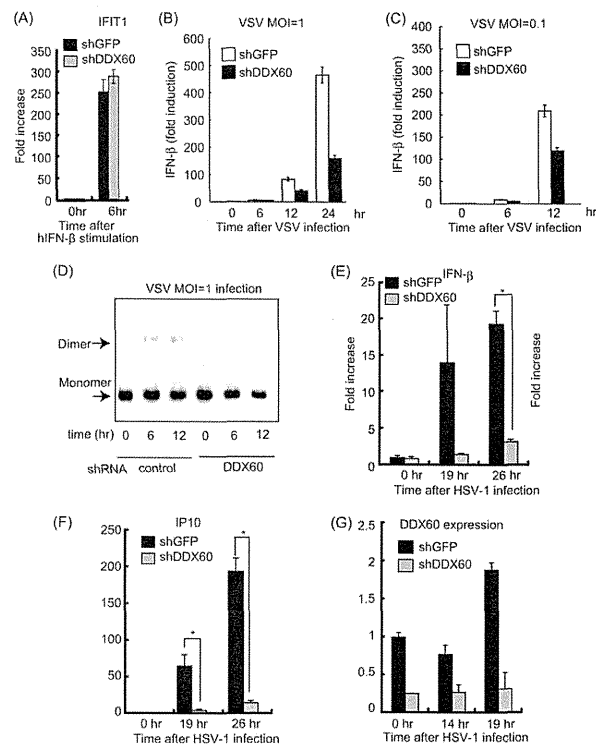 (A) IFIT1
shGFP
shDDX60
Fold increase
350
300
250
200
150
100
50
0
0hr 6hr
Time after
hIFN-β stimulation
(B) VSV MOI=1
shGFP
shDDX60
IFN-β (fold induction)
500
400
300
200
100
0
0 6 12 24 hr
Time after VSV infection
(C) VSV MOI=0.1
shGFP
shDDX60
IFN-β (fold induction)
400
300
200
100
0
0 6 12 hr
Time after VSV infection
(D) VSV MOI=1 infection
Dimer
Monomer
time (hr) 0 6 12 0 6 12
shRNA control DDX60
(E) IFN-β
shGFP
shDDX60
Fold increase
25
20
15
10
5
0
0 hr 19 hr 26 hr
Time after HSV-1 infection
*
Fold increase
(F) IP10
shGFP
shDDX60
250
200
150
100
50
0
* *
0 hr 19 hr 26 hr
Time after HSV-1 infection
(G) DDX60 expression
shGFP
shDDX60
2
1.5
1
0.5
0
0 hr 14 hr 19 hr
Time after HSV-1 infection